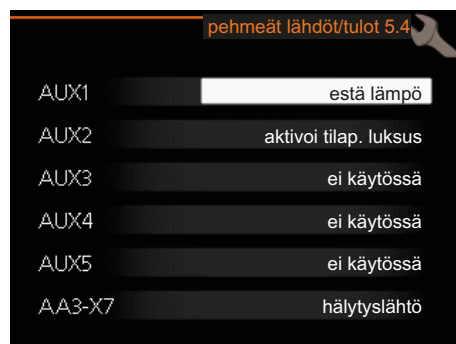 pehmeät lähdöt/tulot 5.4
AUX1 estä lämpö
AUX2 aktivoi tilap. luksus
AUX3 ei käytössä
AUX4 ei käytössä
AUX5 ei käytössä
AA3-X7 hälytyslähtö